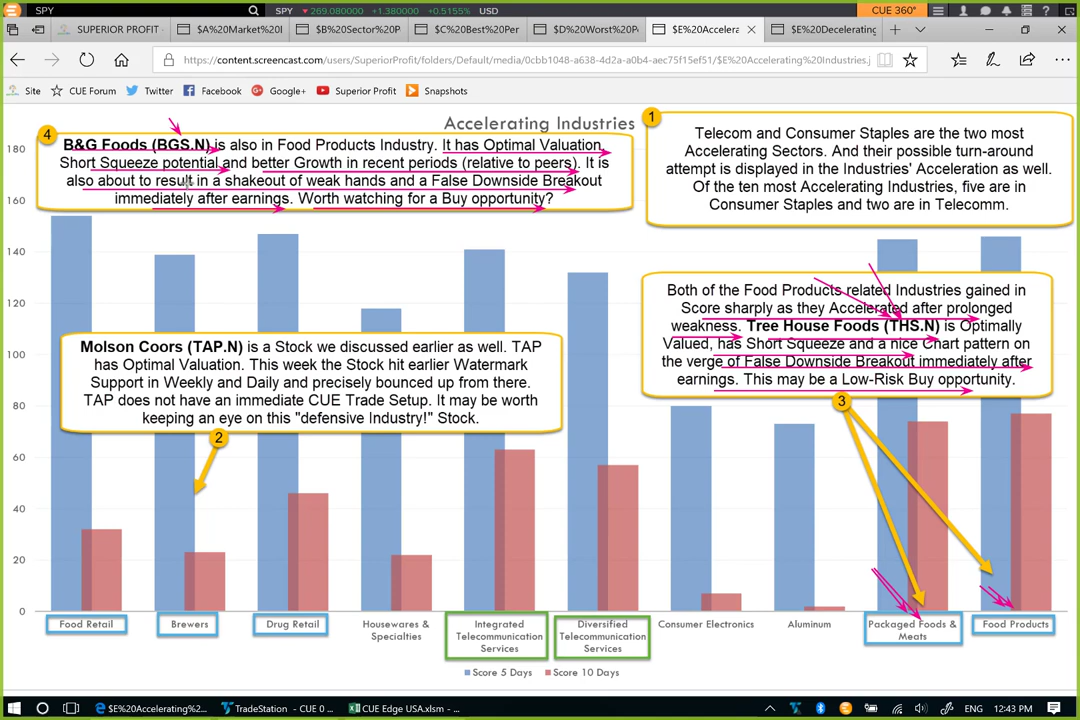 SPY
SPY 269.080000 +1.380000 +0.5155% USD
CUE 360°
SUPERIOR PROFIT
$A%20Market%20I
$B%20Sector%20P
$C%20Best%20Per
$D%20Worst%20P
$E%20Accelera
$E%20Decelerating
https://content.screencast.com/users/SuperiorProfit/folders/Default/media/0cbb1048-a638-4d2a-a0b4-aec75f15ef51/$E%20Accelerating%20Industries.j
Site
CUE Forum
Twitter
Facebook
Google+
Superior Profit
Snapshots
Accelerating Industries
4
B&G Foods (BGS.N) is also in Food Products Industry. It has Optimal Valuation,
Short Squeeze potential and better Growth in recent periods (relative to peers). It is
also about to result in a shakeout of weak hands and a False Downside Breakout
immediately after earnings. Worth watching for a Buy opportunity?
1
Telecom and Consumer Staples are the two most
Accelerating Sectors. And their possible turn-around
attempt is displayed in the Industries' Acceleration as well.
Of the ten most Accelerating Industries, five are in
Consumer Staples and two are in Telecomm.
Both of the Food Products related Industries gained in
Score sharply as they Accelerated after prolonged
weakness. Tree House Foods (THS.N) is Optimally
Valued, has Short Squeeze and a nice Chart pattern on
the verge of False Downside Breakout immediately after
earnings. This may be a Low-Risk Buy opportunity.
3
Molson Coors (TAP.N) is a Stock we discussed earlier as well. TAP
has Optimal Valuation. This week the Stock hit earlier Watermark
Support in Weekly and Daily and precisely bounced up from there.
TAP does not have an immediate CUE Trade Setup. It may be worth
keeping an eye on this "defensive Industry!" Stock.
2
180
160
140
120
100
80
60
40
20
0
Food Retail
Brewers
Drug Retail
Housewares &
Specialties
Integrated
Telecommunication
Services
Diversified
Telecommunication
Services
Consumer Electronics
Aluminum
Packaged Foods &
Meats
Food Products
Score 5 Days
Score 10 Days
$E%20Accelerating%2...
TradeStation - CUE 0 ...
CUE Edge USA.xlsm - ...
ENG
12:43 PM